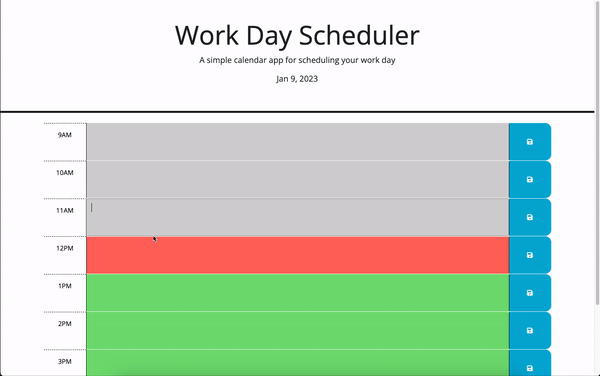 Work Day Scheduler
A simple calendar app for scheduling your work day
Jan 9, 2023
9AM
10AM
11AM
12PM
1PM
2PM
3PM